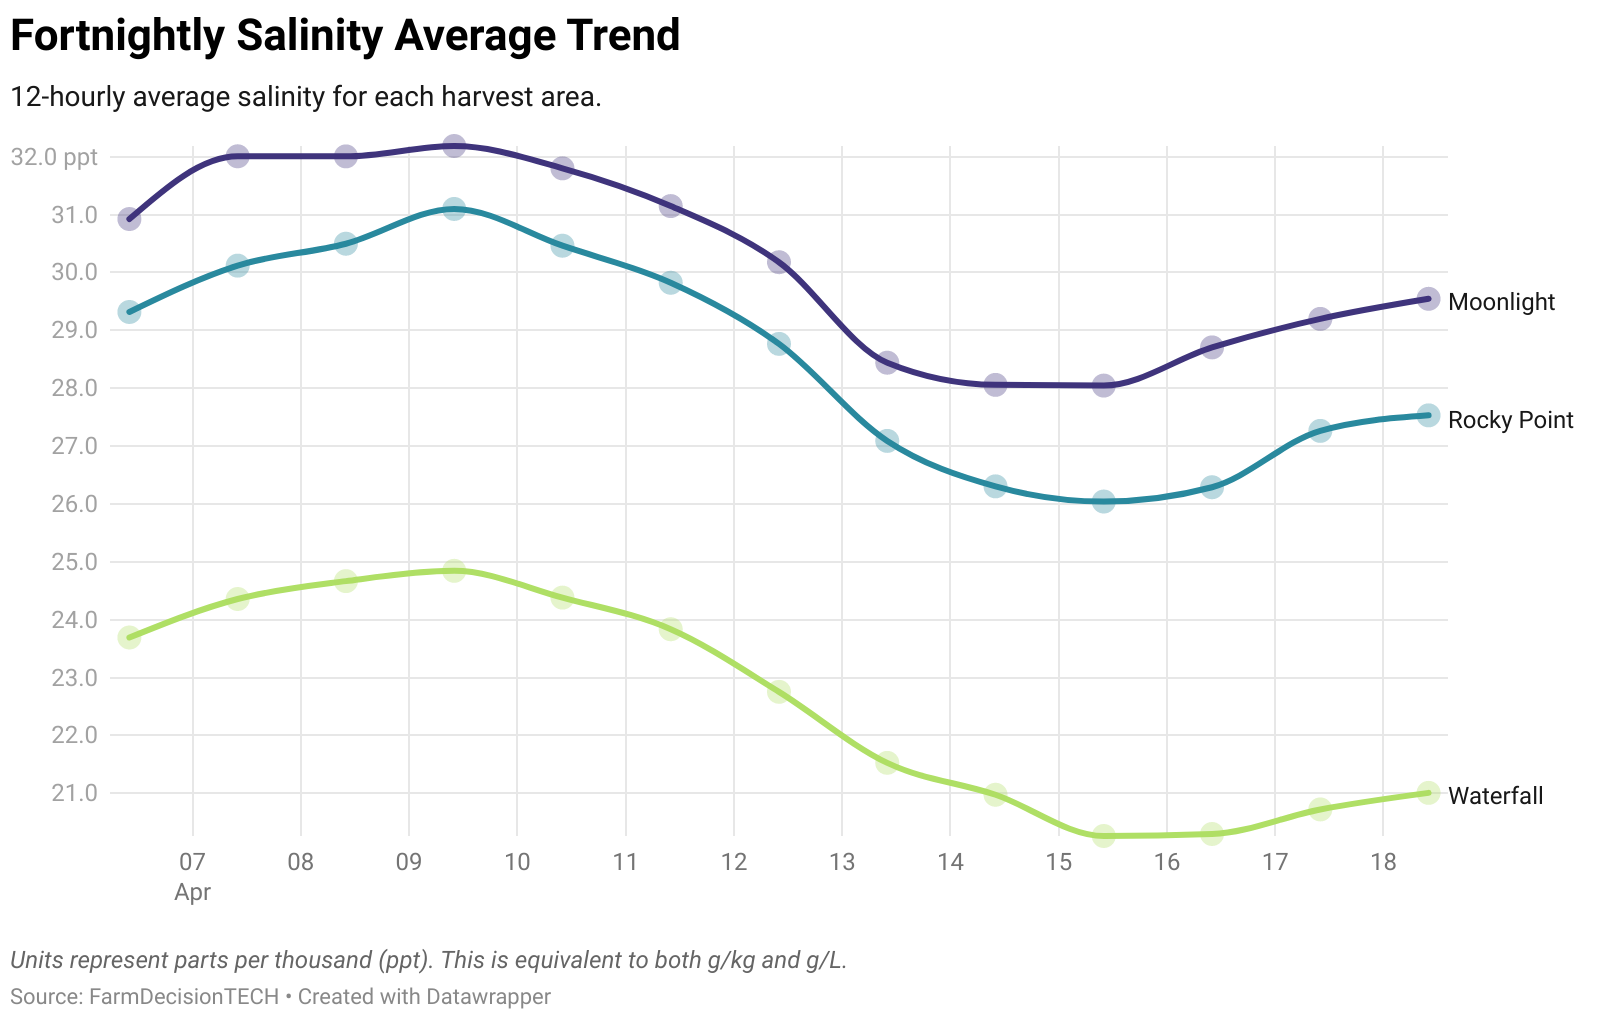 Fortnightly Salinity Average Trend
12-hourly average salinity for each harvest area.
32.0 ppt
31.0
30.0
29.0
28.0
27.0
26.0
25.0
24.0
23.0
22.0
21.0
Moonlight
Rocky Point
Waterfall
07 08 09 10 11 12 13 14 15 16 17 18
Apr
Units represent parts per thousand (ppt). This is equivalent to both g/kg and g/L.
Source: FarmDecisionTECH • Created with Datawrapper